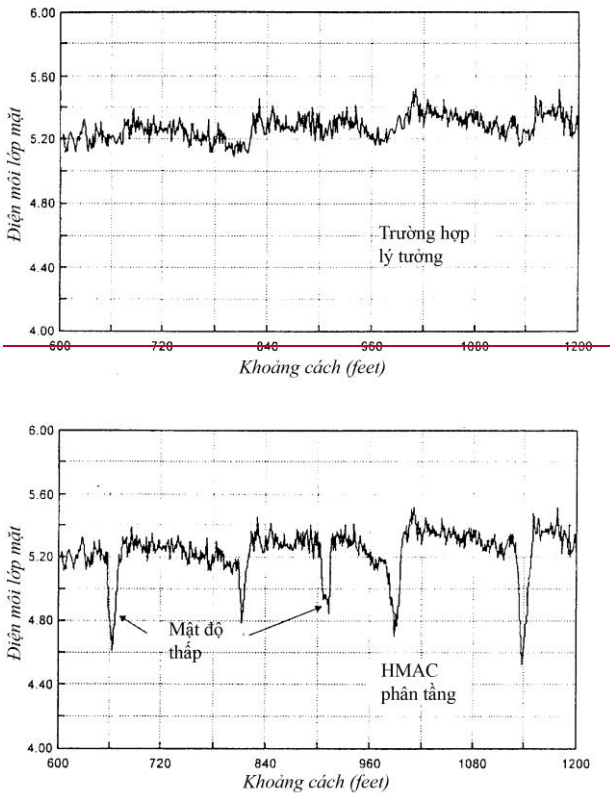 6.00
5.60
5.20
4.80
4.40
4.00
Điện môi lớp mặt
Trường hợp
lý tưởng
600 720 840 960 1080 1200
Khoảng cách (feet)
6.00
5.60
5.20
4.80
4.40
4.00
Điện môi lớp mặt
Mật độ
thấp
HMAC
phân tầng
600 720 840 960 1080 1200
Khoảng cách (feet)